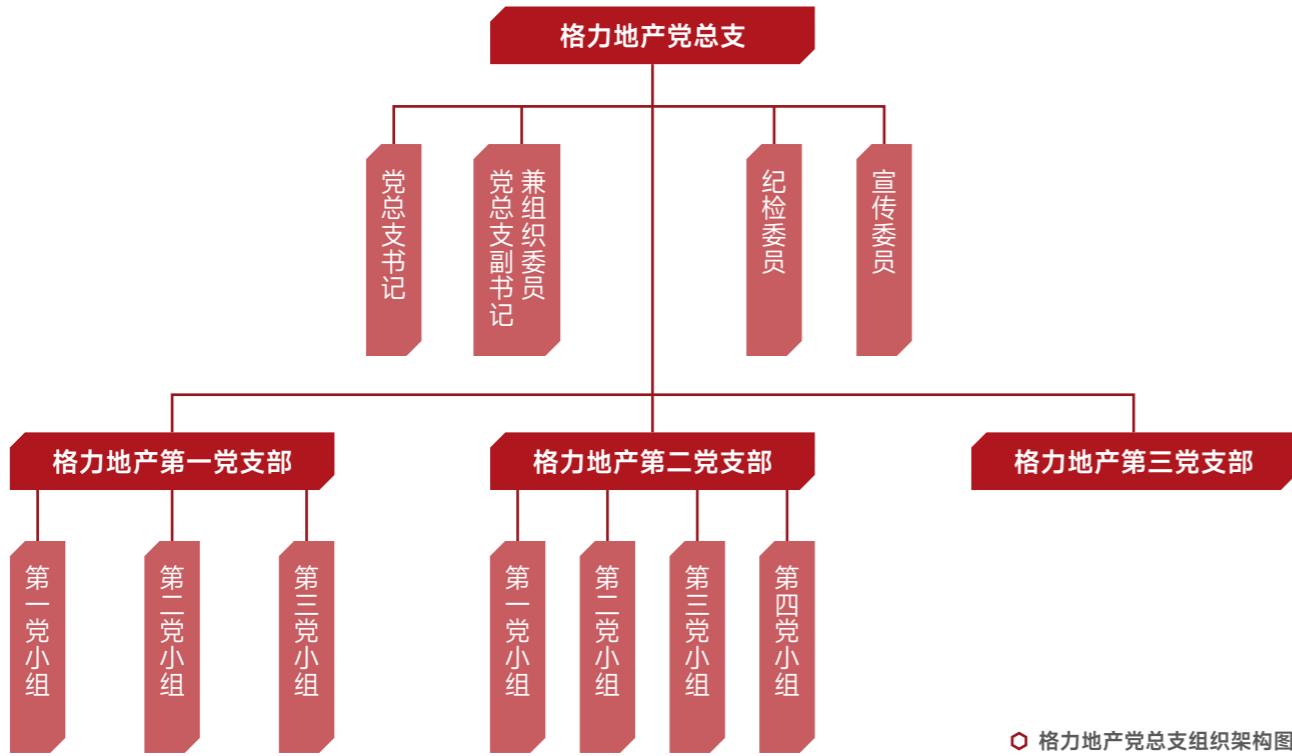 格力地产党总支
党总支书记
党总支副书记
兼组织委员
纪检委员
宣传委员
格力地产第一党支部
格力地产第二党支部
格力地产第三党支部
第一党小组
第二党小组
第三党小组
第一党小组
第二党小组
第三党小组
第四党小组
格力地产党总支组织架构图